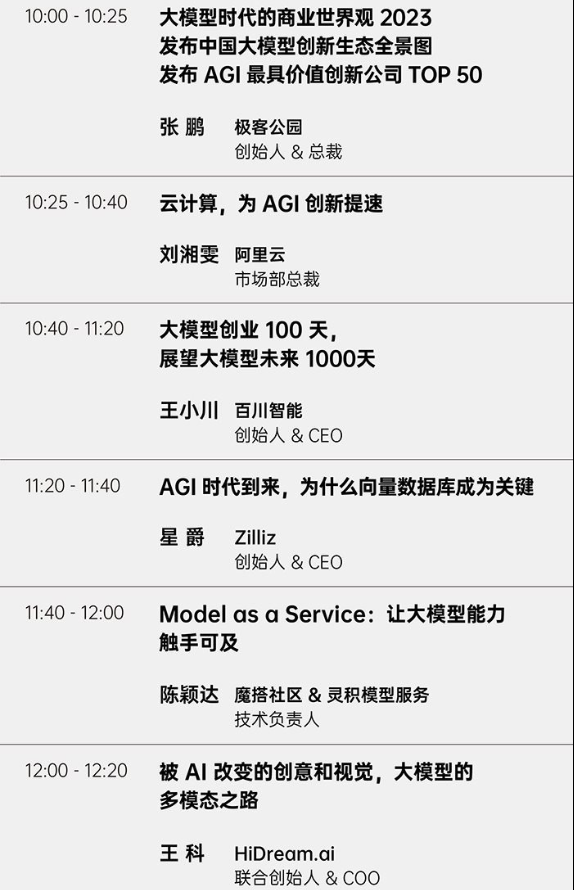 10:00 - 10:25
大模型时代的商业世界观 2023
发布中国大模型创新生态全景图
发布 AGI 最具价值创新公司 TOP 50
张 鹏 极客公园
创始人 & 总裁
10:25 - 10:40
云计算，为 AGI 创新提速
刘湘雯 阿里云
市场部总裁
10:40 - 11:20
大模型创业 100 天，
展望大模型未来 1000天
王小川 百川智能
创始人 & CEO
11:20 - 11:40
AGI 时代到来，为什么向量数据库成为关键
星 爵 Zilliz
创始人 & CEO
11:40 - 12:00
Model as a Service：让大模型能力
触手可及
陈颖达 魔搭社区 & 灵积模型服务
技术负责人
12:00 - 12:20
被 AI 改变的创意和视觉，大模型的
多模态之路
王 科 HiDream.ai
联合创始人 & COO